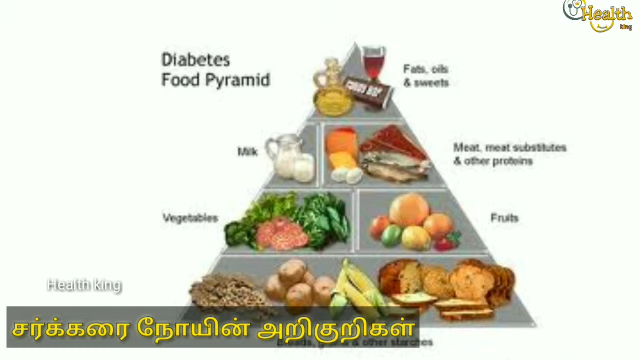 Health
king
Diabetes
Food Pyramid
Fats, oils
& sweets
Milk
Meat, meat substitutes
& other proteins
Vegetables
Fruits
Health king
சர்க்கரை நோயின் அறிகுறிகள்
& other starches